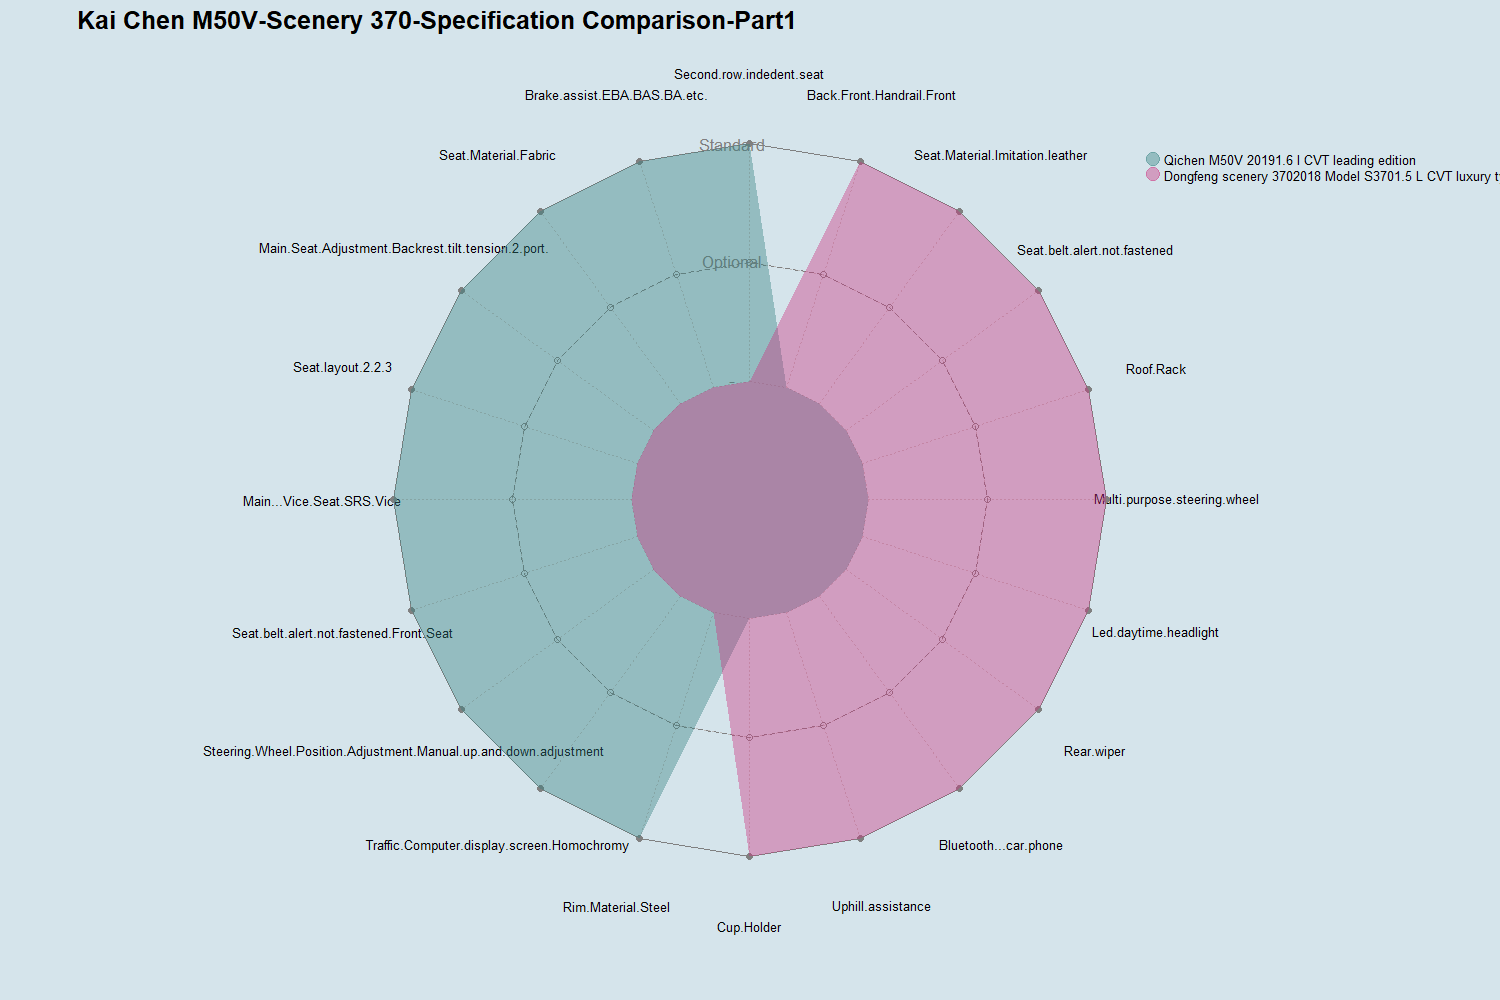 Kai Chen M50V-Scenery 370-Specification Comparison-Part1
Second.row.indedent.seat
Brake.assist.EBA.BAS.BA.etc.
Back.Front.Handrail.Front
Standard
Seat.Material.Fabric
Seat.Material.Imitation.leather
Qichen M50V 20191.6 l CVT leading edition
Dongfeng scenery 3702018 Model S3701.5 L CVT luxury
Main.Seat.Adjustment.Backrest.tilt.tension.2.port.
Seat.belt.alert.not.fastened
Optional
Seat.layout.2.2.3
Roof.Rack
-
Main...Vice.Seat.SRS.Vice
Multi.purpose.steering.wheel
Seat.belt.alert.not.fastened.Front.Seat
Led.daytime.headlight
Steering.Wheel.Position.Adjustment.Manual.up.and.down.adjustment
Rear.wiper
Traffic.Computer.display.screen.Homochromy
Bluetooth...car.phone
Rim.Material.Steel
Uphill.assistance
Cup.Holder